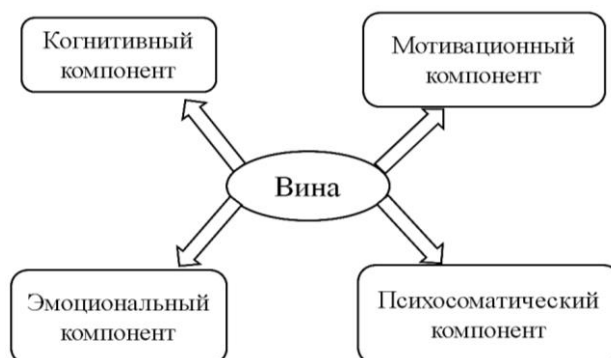 Когнитивный
компонент
Мотивационный
компонент
Вина
Эмоциональный
компонент
Психосоматический
компонент